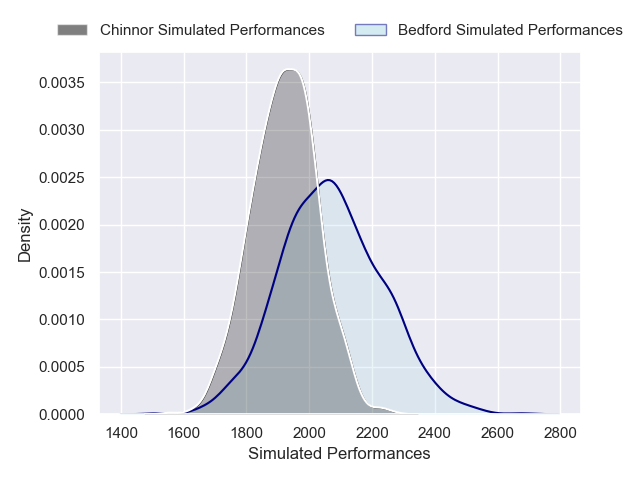 Chinnor Simulated Performances Bedford Simulated Performances
0.0035
0.0030
0.0025
0.0020
0.0015
0.0010
0.0005
0.0000
Density
1400 1600 1800 2000 2200 2400 2600 2800
Simulated Performances